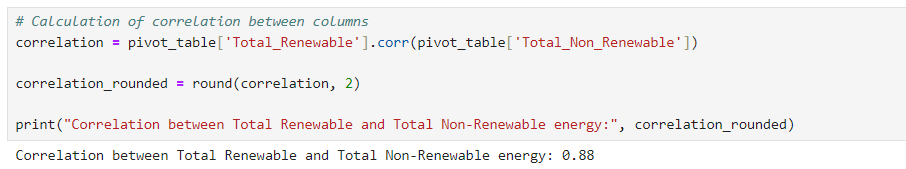 # Calculation of correlation between columns
correlation = pivot_table['Total_Renewable'].corr(pivot_table['Total_Non_Renewable'])
correlation_rounded = round(correlation, 2)
print("Correlation between Total Renewable and Total Non-Renewable energy:", correlation_rounded)
Correlation between Total Renewable and Total Non-Renewable energy: 0.88